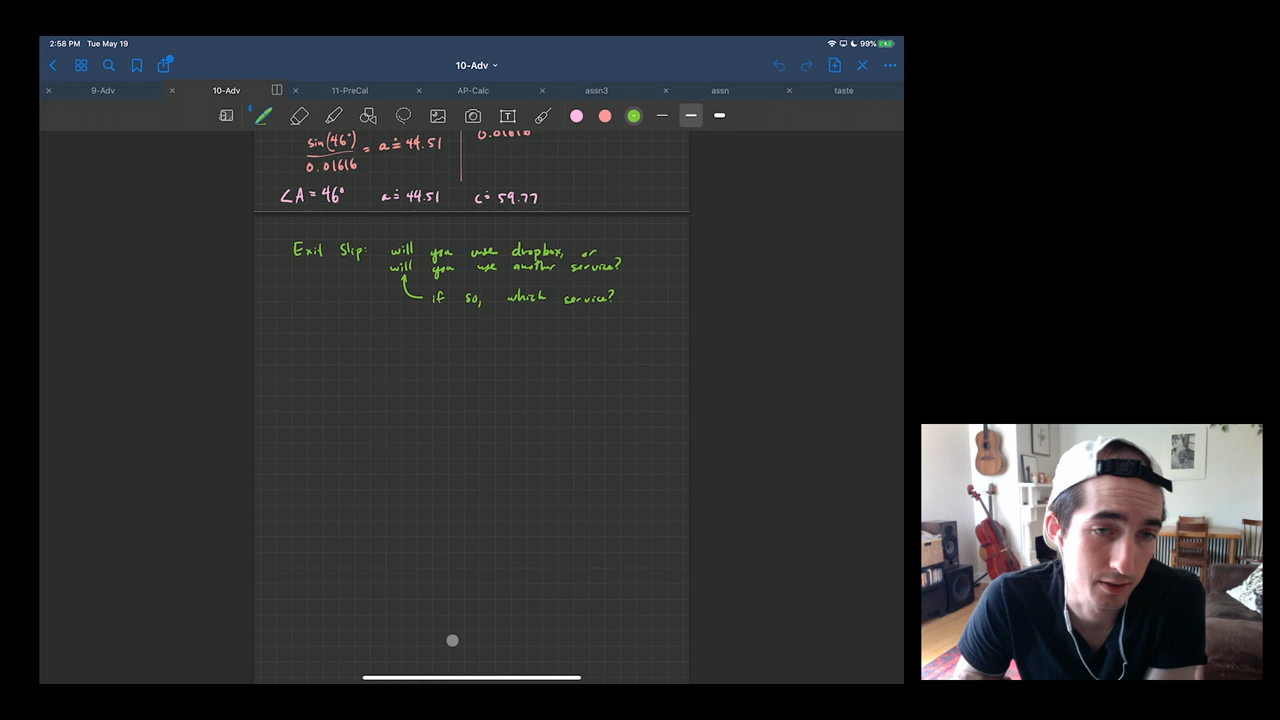 2:58 PM Tue May 19
99%
10-Adv
9-Adv
10-Adv
11-PreCal
AP-Calc
assn3
assn
taste
sin(46°)
0.01616
= a ≐ 44.51
0.01616
∠A = 46° a ≐ 44.51 c ≐ 59.77
Exit Slip: will you use dropbox, or
will you use another service?
if so, which service?